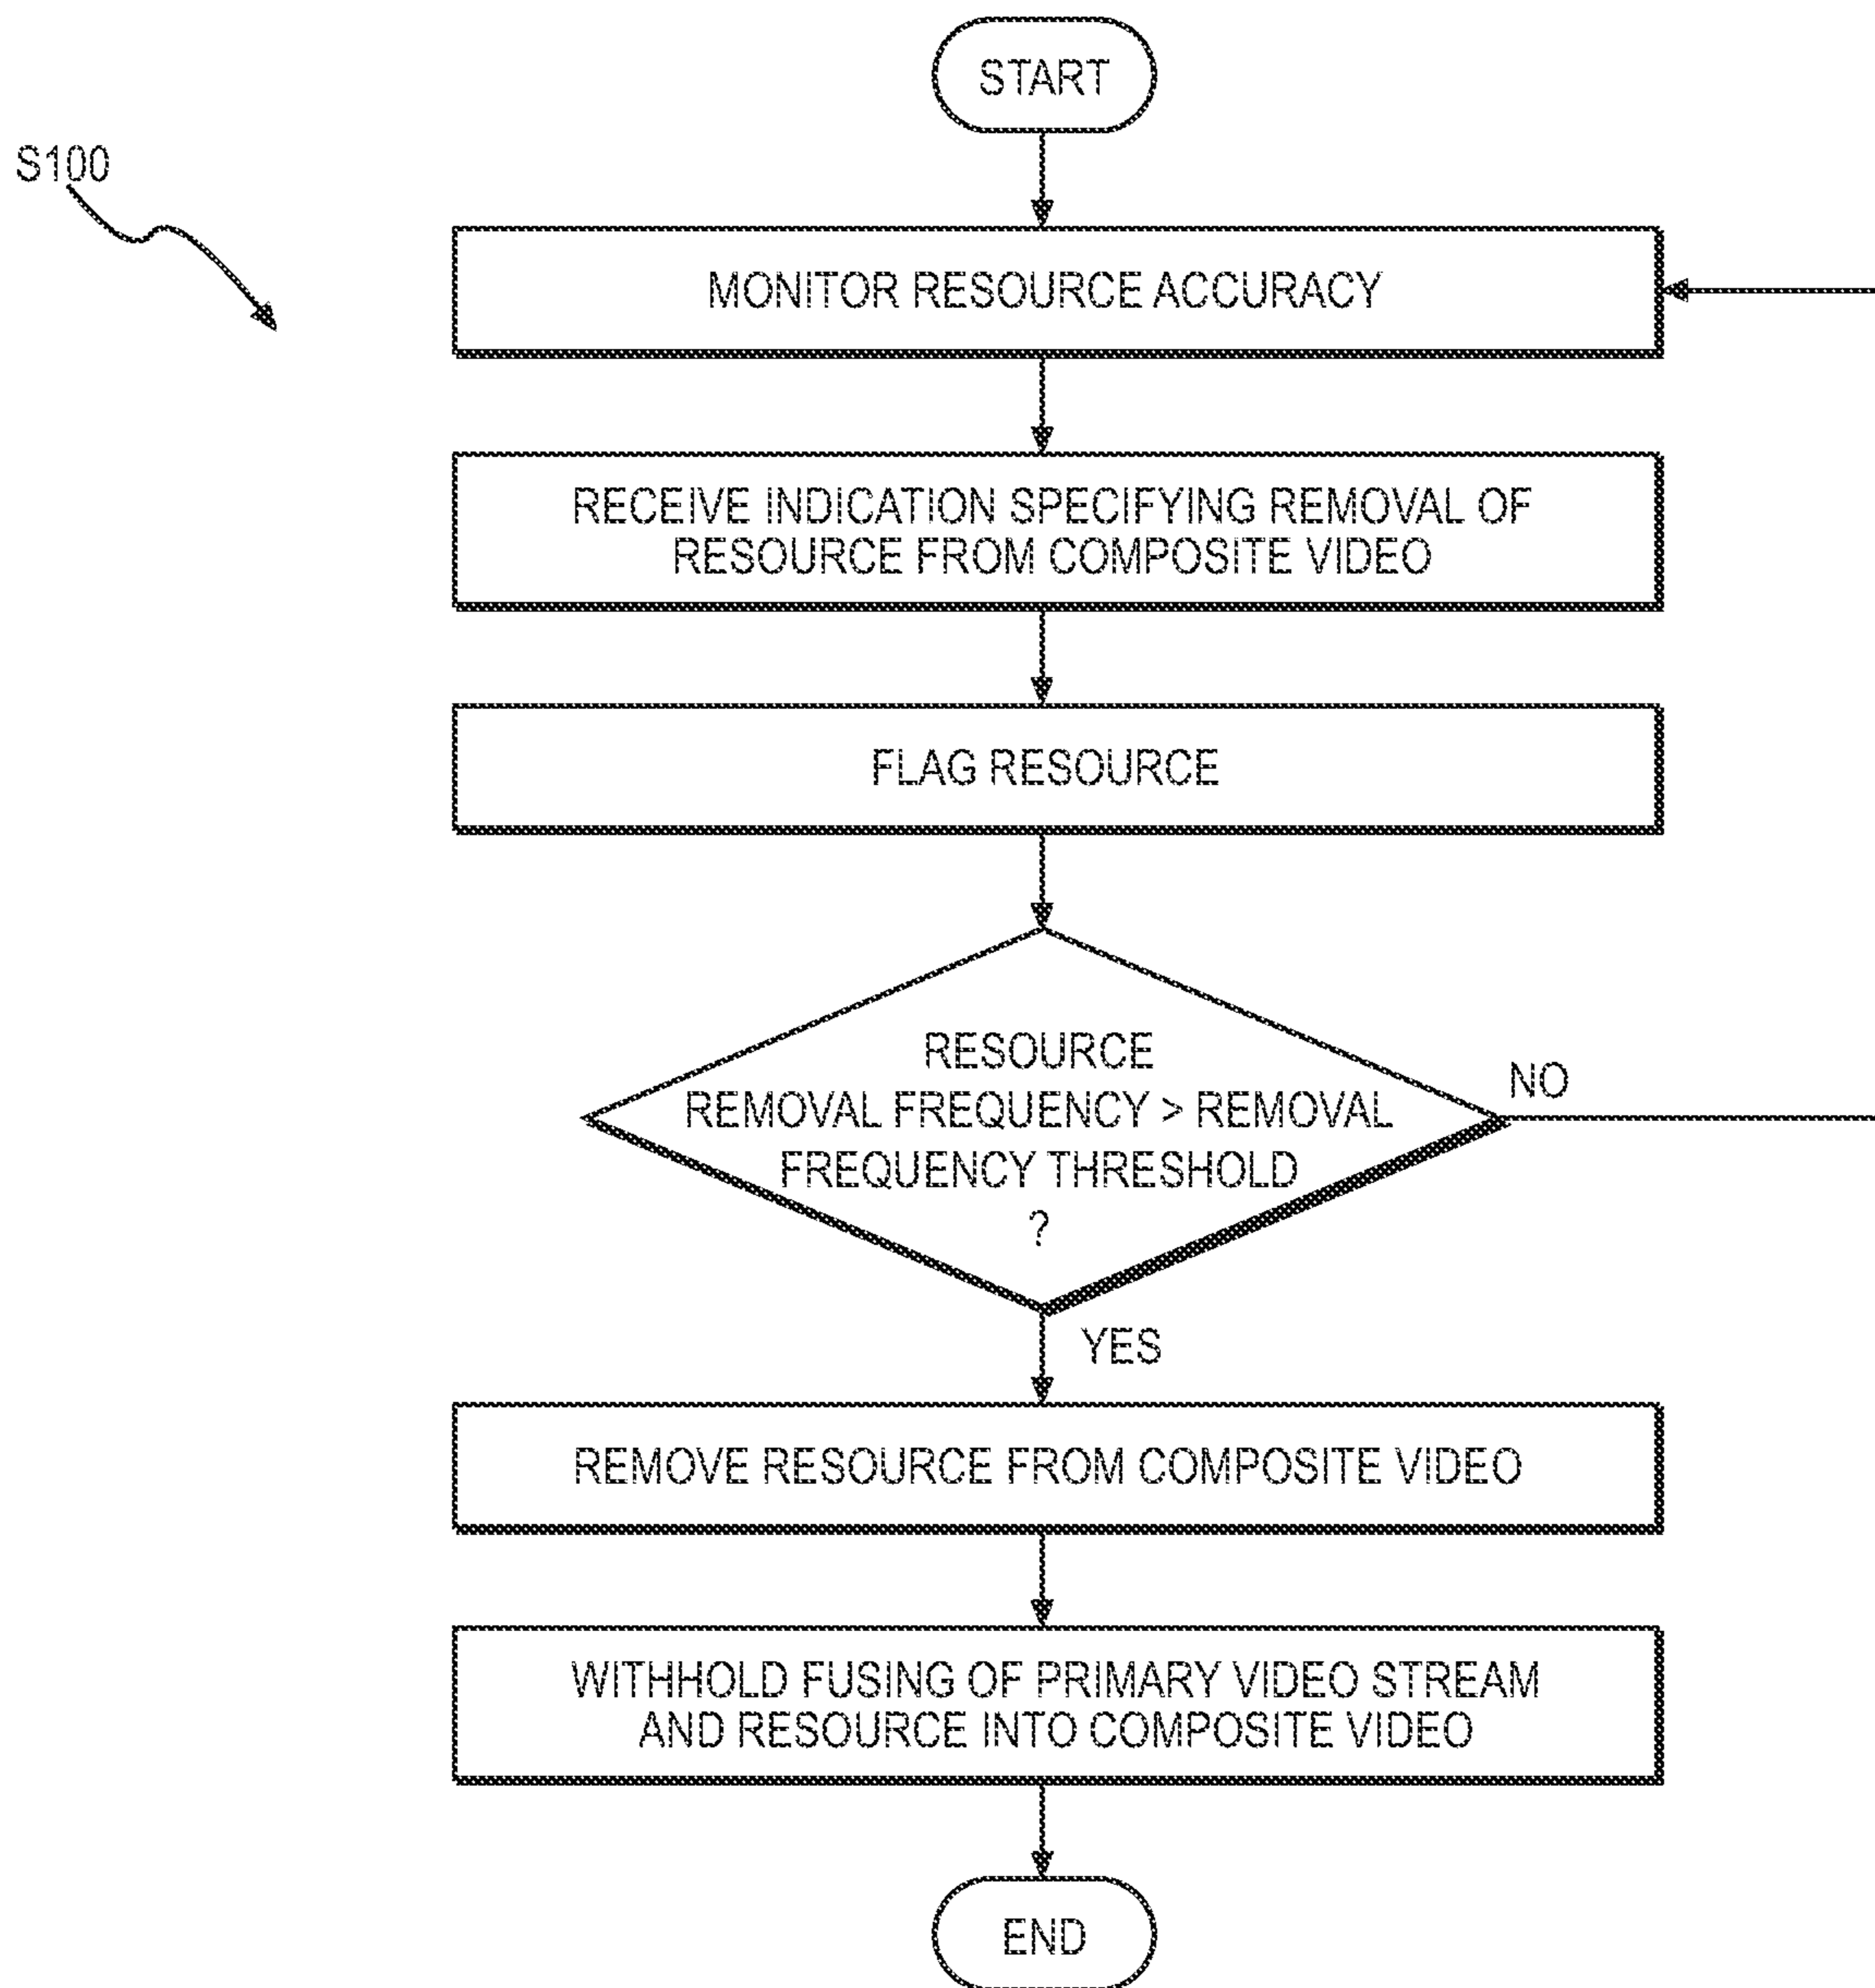 START
S100
MONITOR RESOURCE ACCURACY
RECEIVE INDICATION SPECIFYING REMOVAL OF
RESOURCE FROM COMPOSITE VIDEO
FLAG RESOURCE
RESOURCE
REMOVAL FREQUENCY > REMOVAL
FREQUENCY THRESHOLD
?
NO
YES
REMOVE RESOURCE FROM COMPOSITE VIDEO
WITHHOLD FUSING OF PRIMARY VIDEO STREAM
AND RESOURCE INTO COMPOSITE VIDEO
END